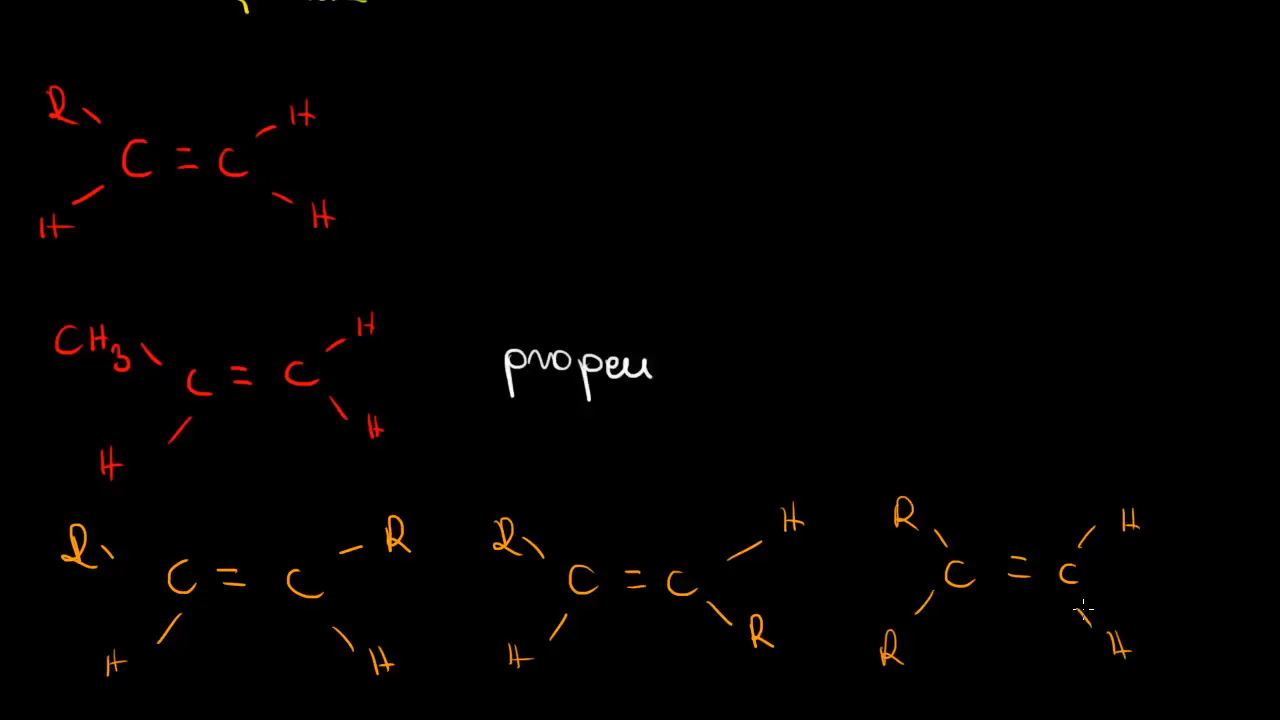 R H
C = C
H H
CH3 H
C = C propen
H H
R R R H R H
C = C C = C C = C
H H H R R H